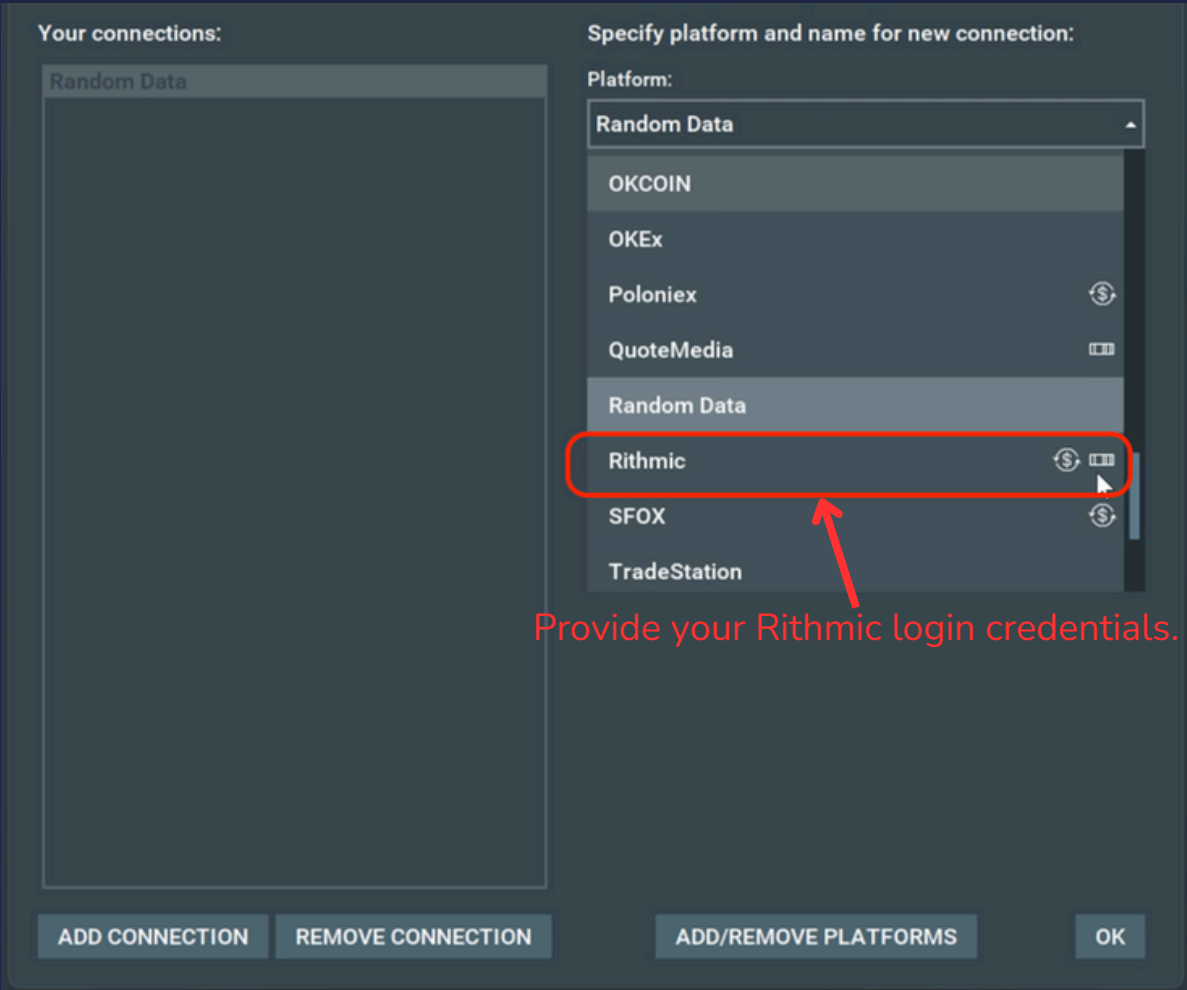 Your connections:
Random Data
Specify platform and name for new connection:
Platform:
Random Data
OKCOIN
OKEx
Poloniex
QuoteMedia
Random Data
Rithmic
SFOX
TradeStation
Provide your Rithmic login credentials.
ADD CONNECTION
REMOVE CONNECTION
ADD/REMOVE PLATFORMS
OK